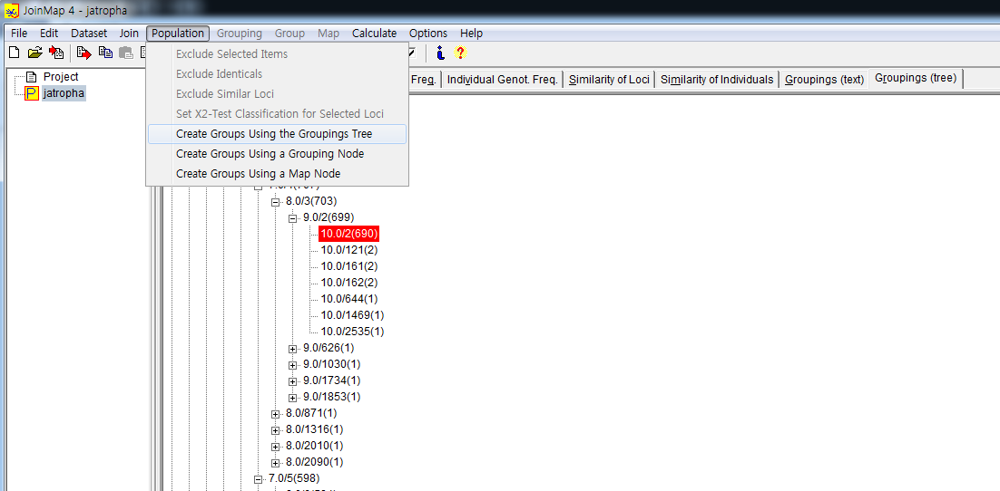 JoinMap 4 - jatropha
File Edit Dataset Join Population Grouping Group Map Calculate Options Help
Exclude Selected Items
Exclude Identicals
Exclude Similar Loci
Set X2-Test Classification for Selected Loci
Create Groups Using the Groupings Tree
Create Groups Using a Grouping Node
Create Groups Using a Map Node
Project
jatropha
Freq. Individual Genot. Freq. Similarity of Loci Similarity of Individuals Groupings (text) Groupings (tree)
8.0/3(703)
9.0/2(699)
10.0/2(690)
10.0/121(2)
10.0/161(2)
10.0/162(2)
10.0/644(1)
10.0/1469(1)
10.0/2535(1)
9.0/626(1)
9.0/1030(1)
9.0/1734(1)
9.0/1853(1)
8.0/871(1)
8.0/1316(1)
8.0/2010(1)
8.0/2090(1)
7.0/5(598)